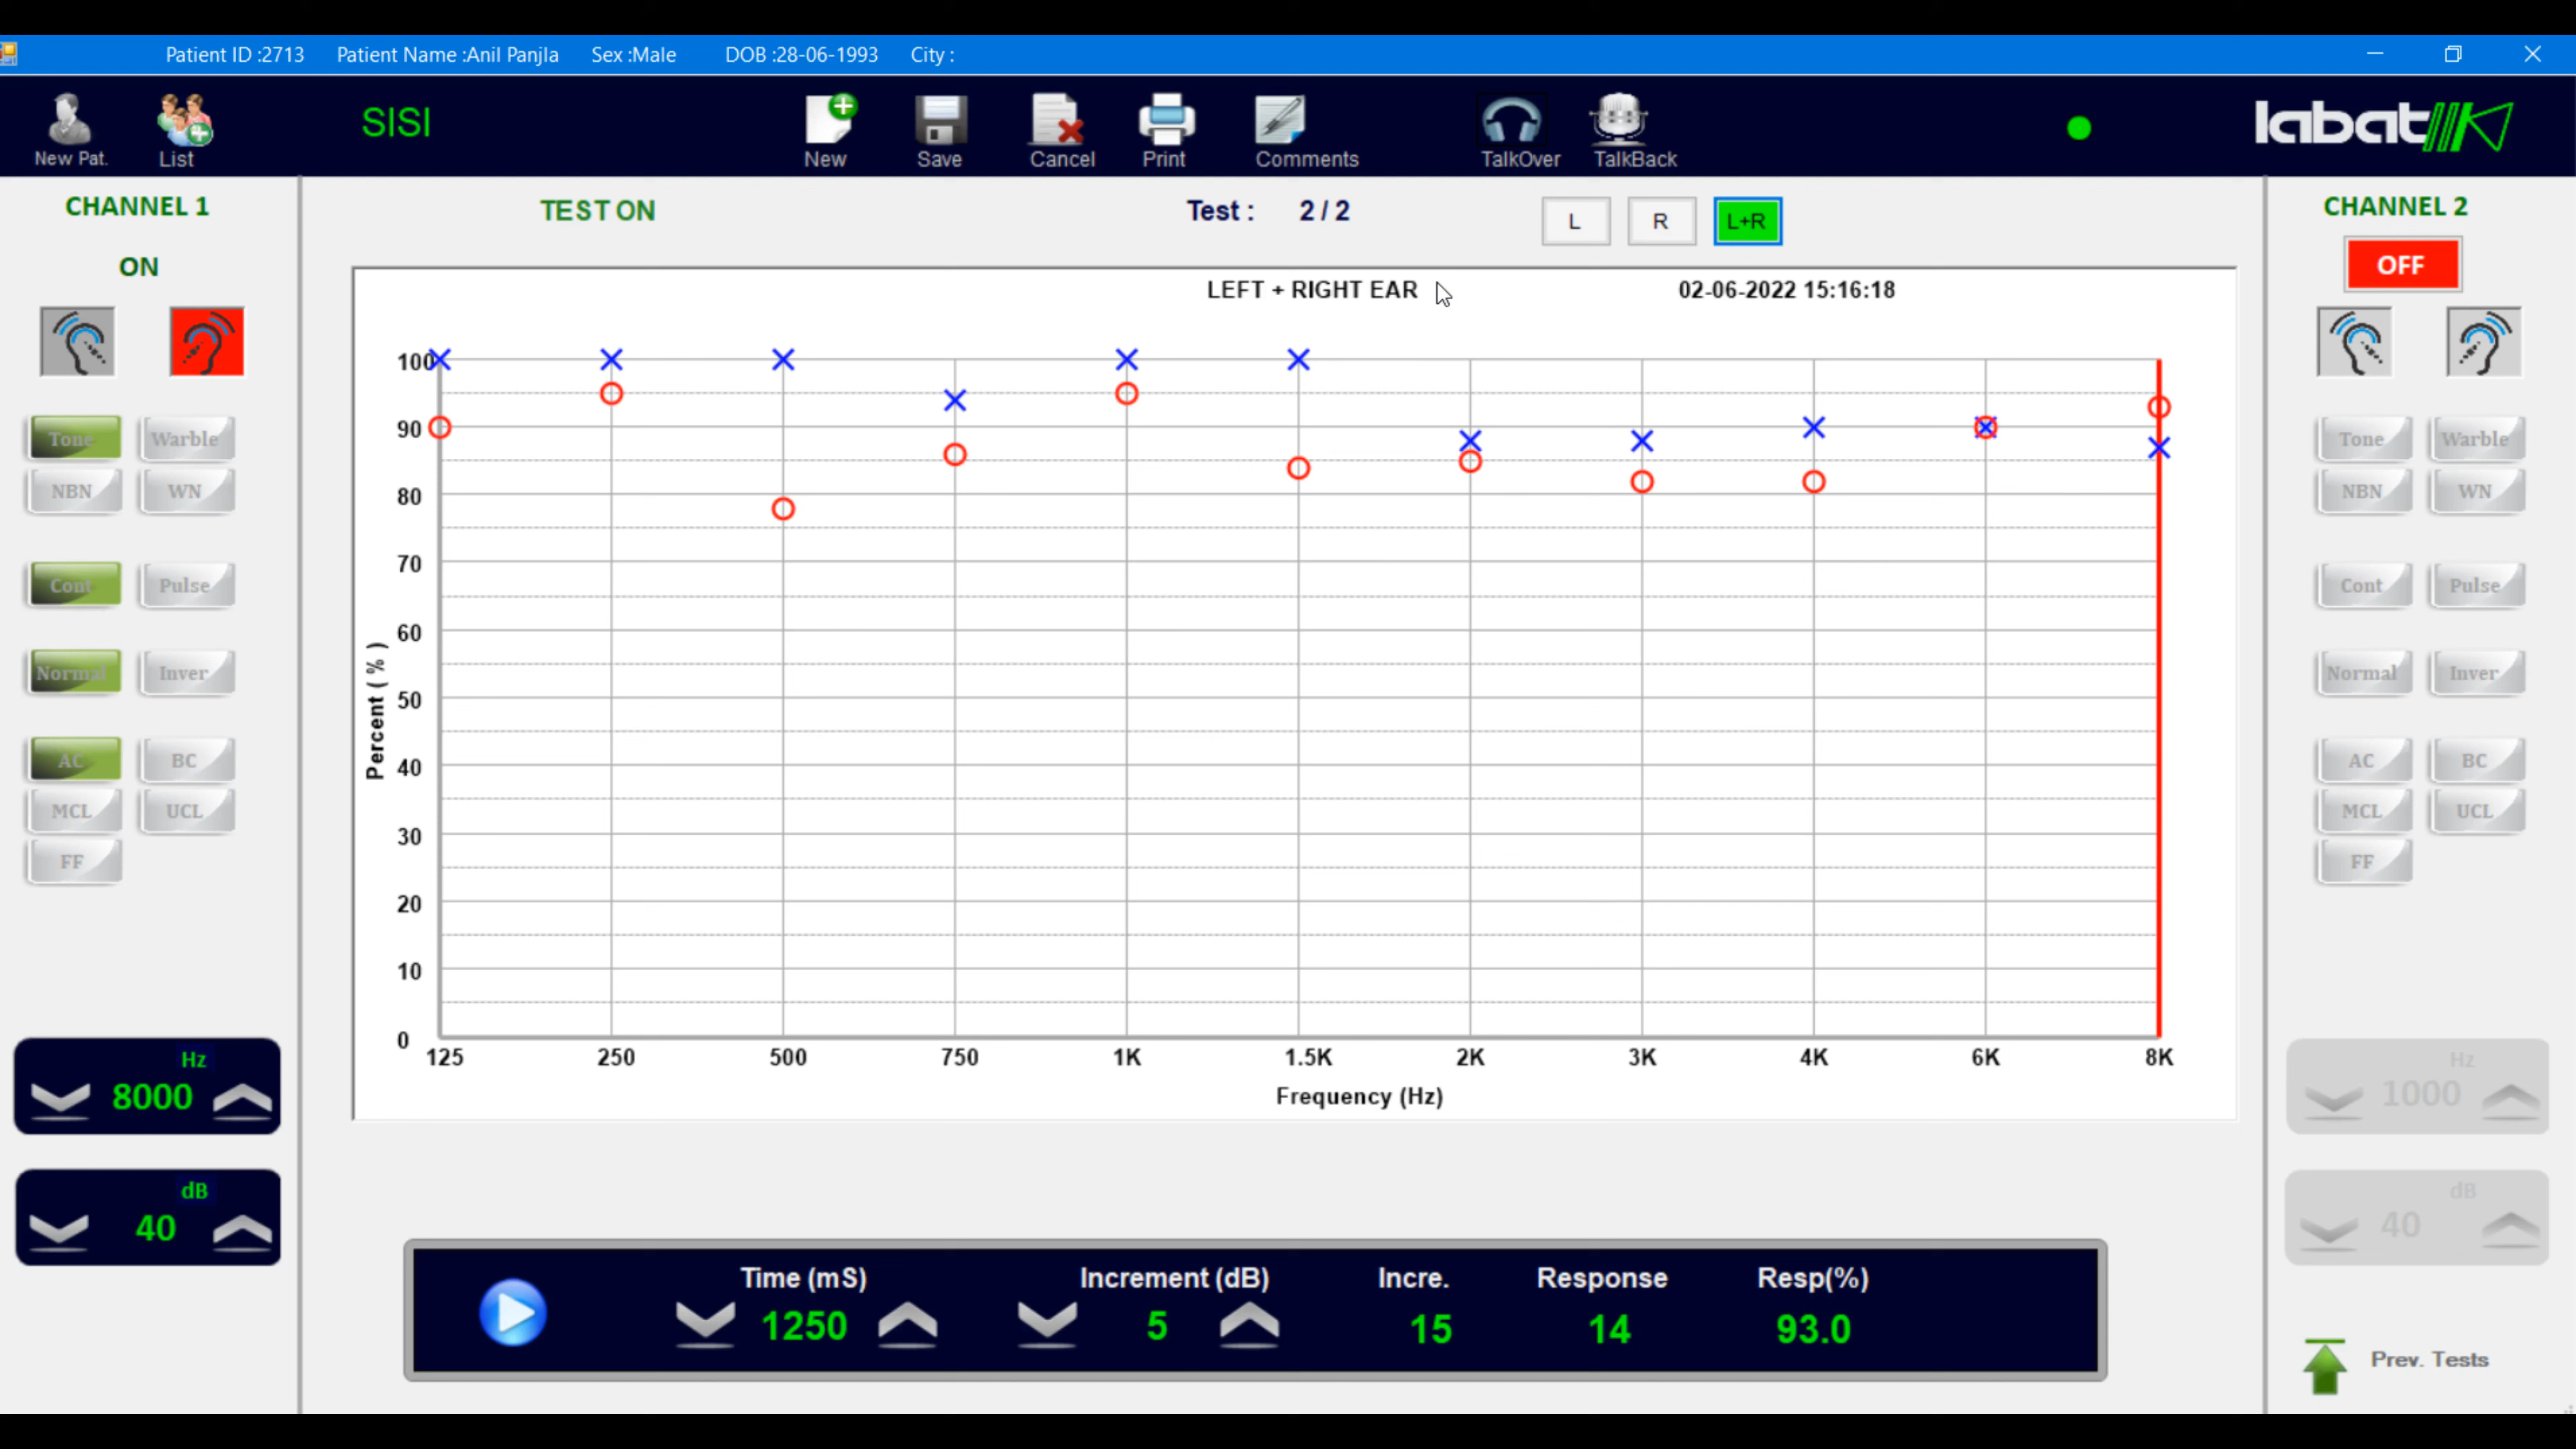 Patient ID :2713 Patient Name :Anil Panjla Sex :Male DOB :28-06-1993 City :
New Pat. List SISI New Save Cancel Print Comments TalkOver TalkBack labat
CHANNEL 1
ON
Tone Warble
NBN WN
Cont Pulse
Normal Inver
AC BC
MCL UCL
FF
Hz
8000
dB
40
TEST ON Test : 2 / 2 L R L+R
LEFT + RIGHT EAR 02-06-2022 15:16:18
Percent ( % )
100
90
80
70
60
50
40
30
20
10
0
125 250 500 750 1K 1.5K 2K 3K 4K 6K 8K
Frequency (Hz)
Time (mS) Increment (dB) Incre. Response Resp(%)
1250 5 15 14 93.0
CHANNEL 2
OFF
Tone Warble
NBN WN
Cont Pulse
Normal Inver
AC BC
MCL UCL
FF
Hz
1000
dB
40
Prev. Tests